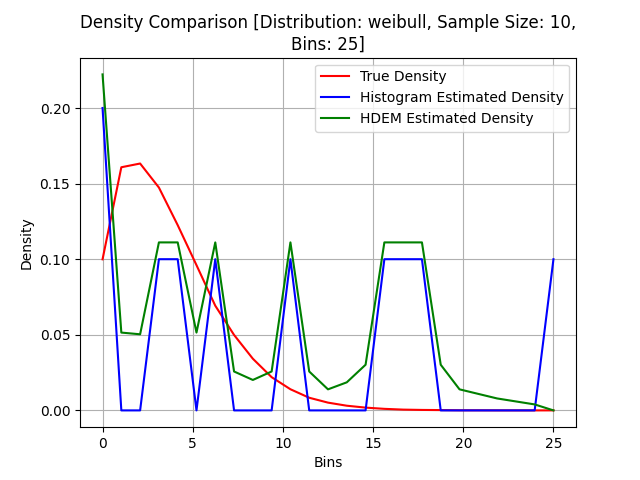 Density Comparison [Distribution: weibull, Sample Size: 10,
Bins: 25]
True Density
Histogram Estimated Density
HDEM Estimated Density
Density
0.20
0.15
0.10
0.05
0.00
0 5 10 15 20 25
Bins